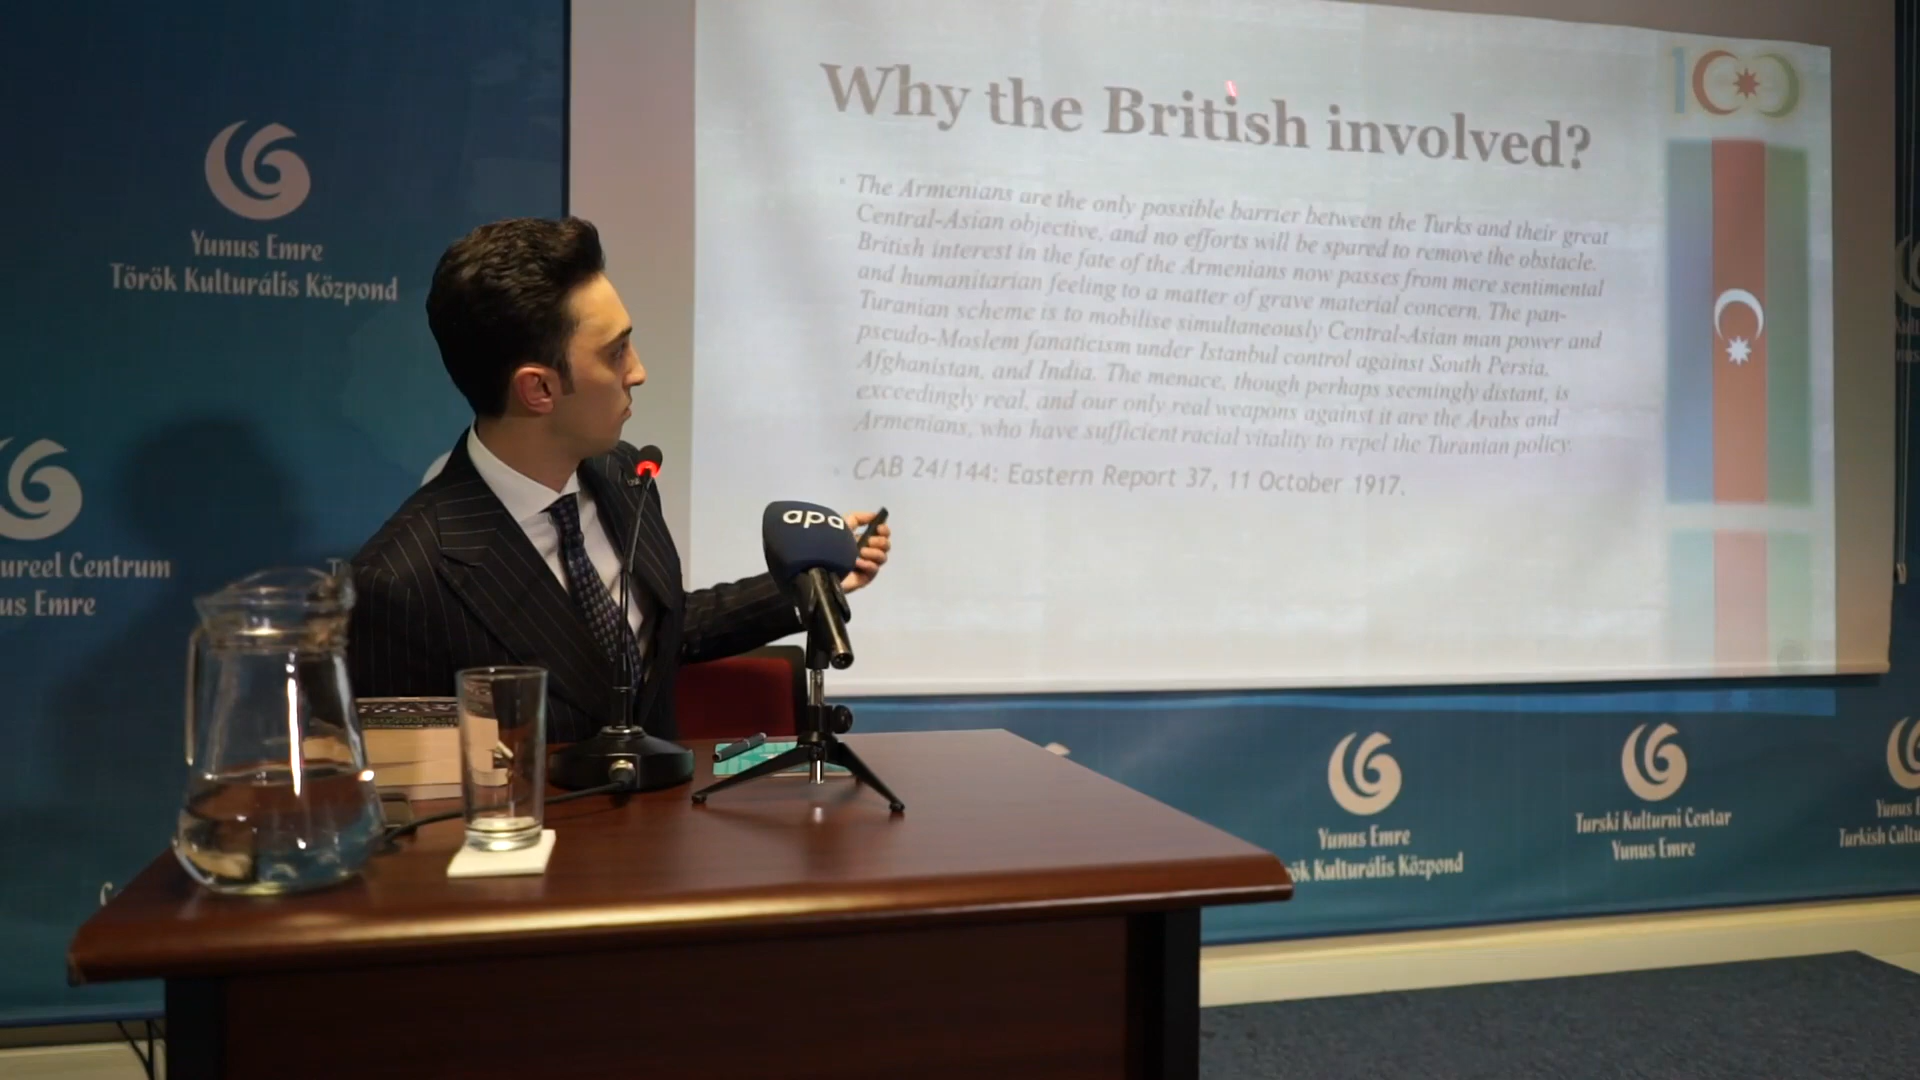 Why the British involved?
100
• The Armenians are the only possible barrier between the Turks and their great
Central-Asian objective, and no efforts will be spared to remove the obstacle.
British interest in the fate of the Armenians now passes from mere sentimental
and humanitarian feeling to a matter of grave material concern. The pan-
Turanian scheme is to mobilise simultaneously Central-Asian man power and
pseudo-Moslem fanaticism under Istanbul control against South Persia,
Afghanistan, and India. The menace, though perhaps seemingly distant, is
exceedingly real, and our only real weapons against it are the Arabs and
Armenians, who have sufficient racial vitality to repel the Turanian policy.
CAB 24/144: Eastern Report 37, 11 October 1917.
Yunus Emre
Török Kulturális Központ
ureel Centrum
us Emre
apa
Yunus Emre
ök Kulturális Központ
Turski Kulturni Centar
Yunus Emre
Yunus
Turkish Cultu